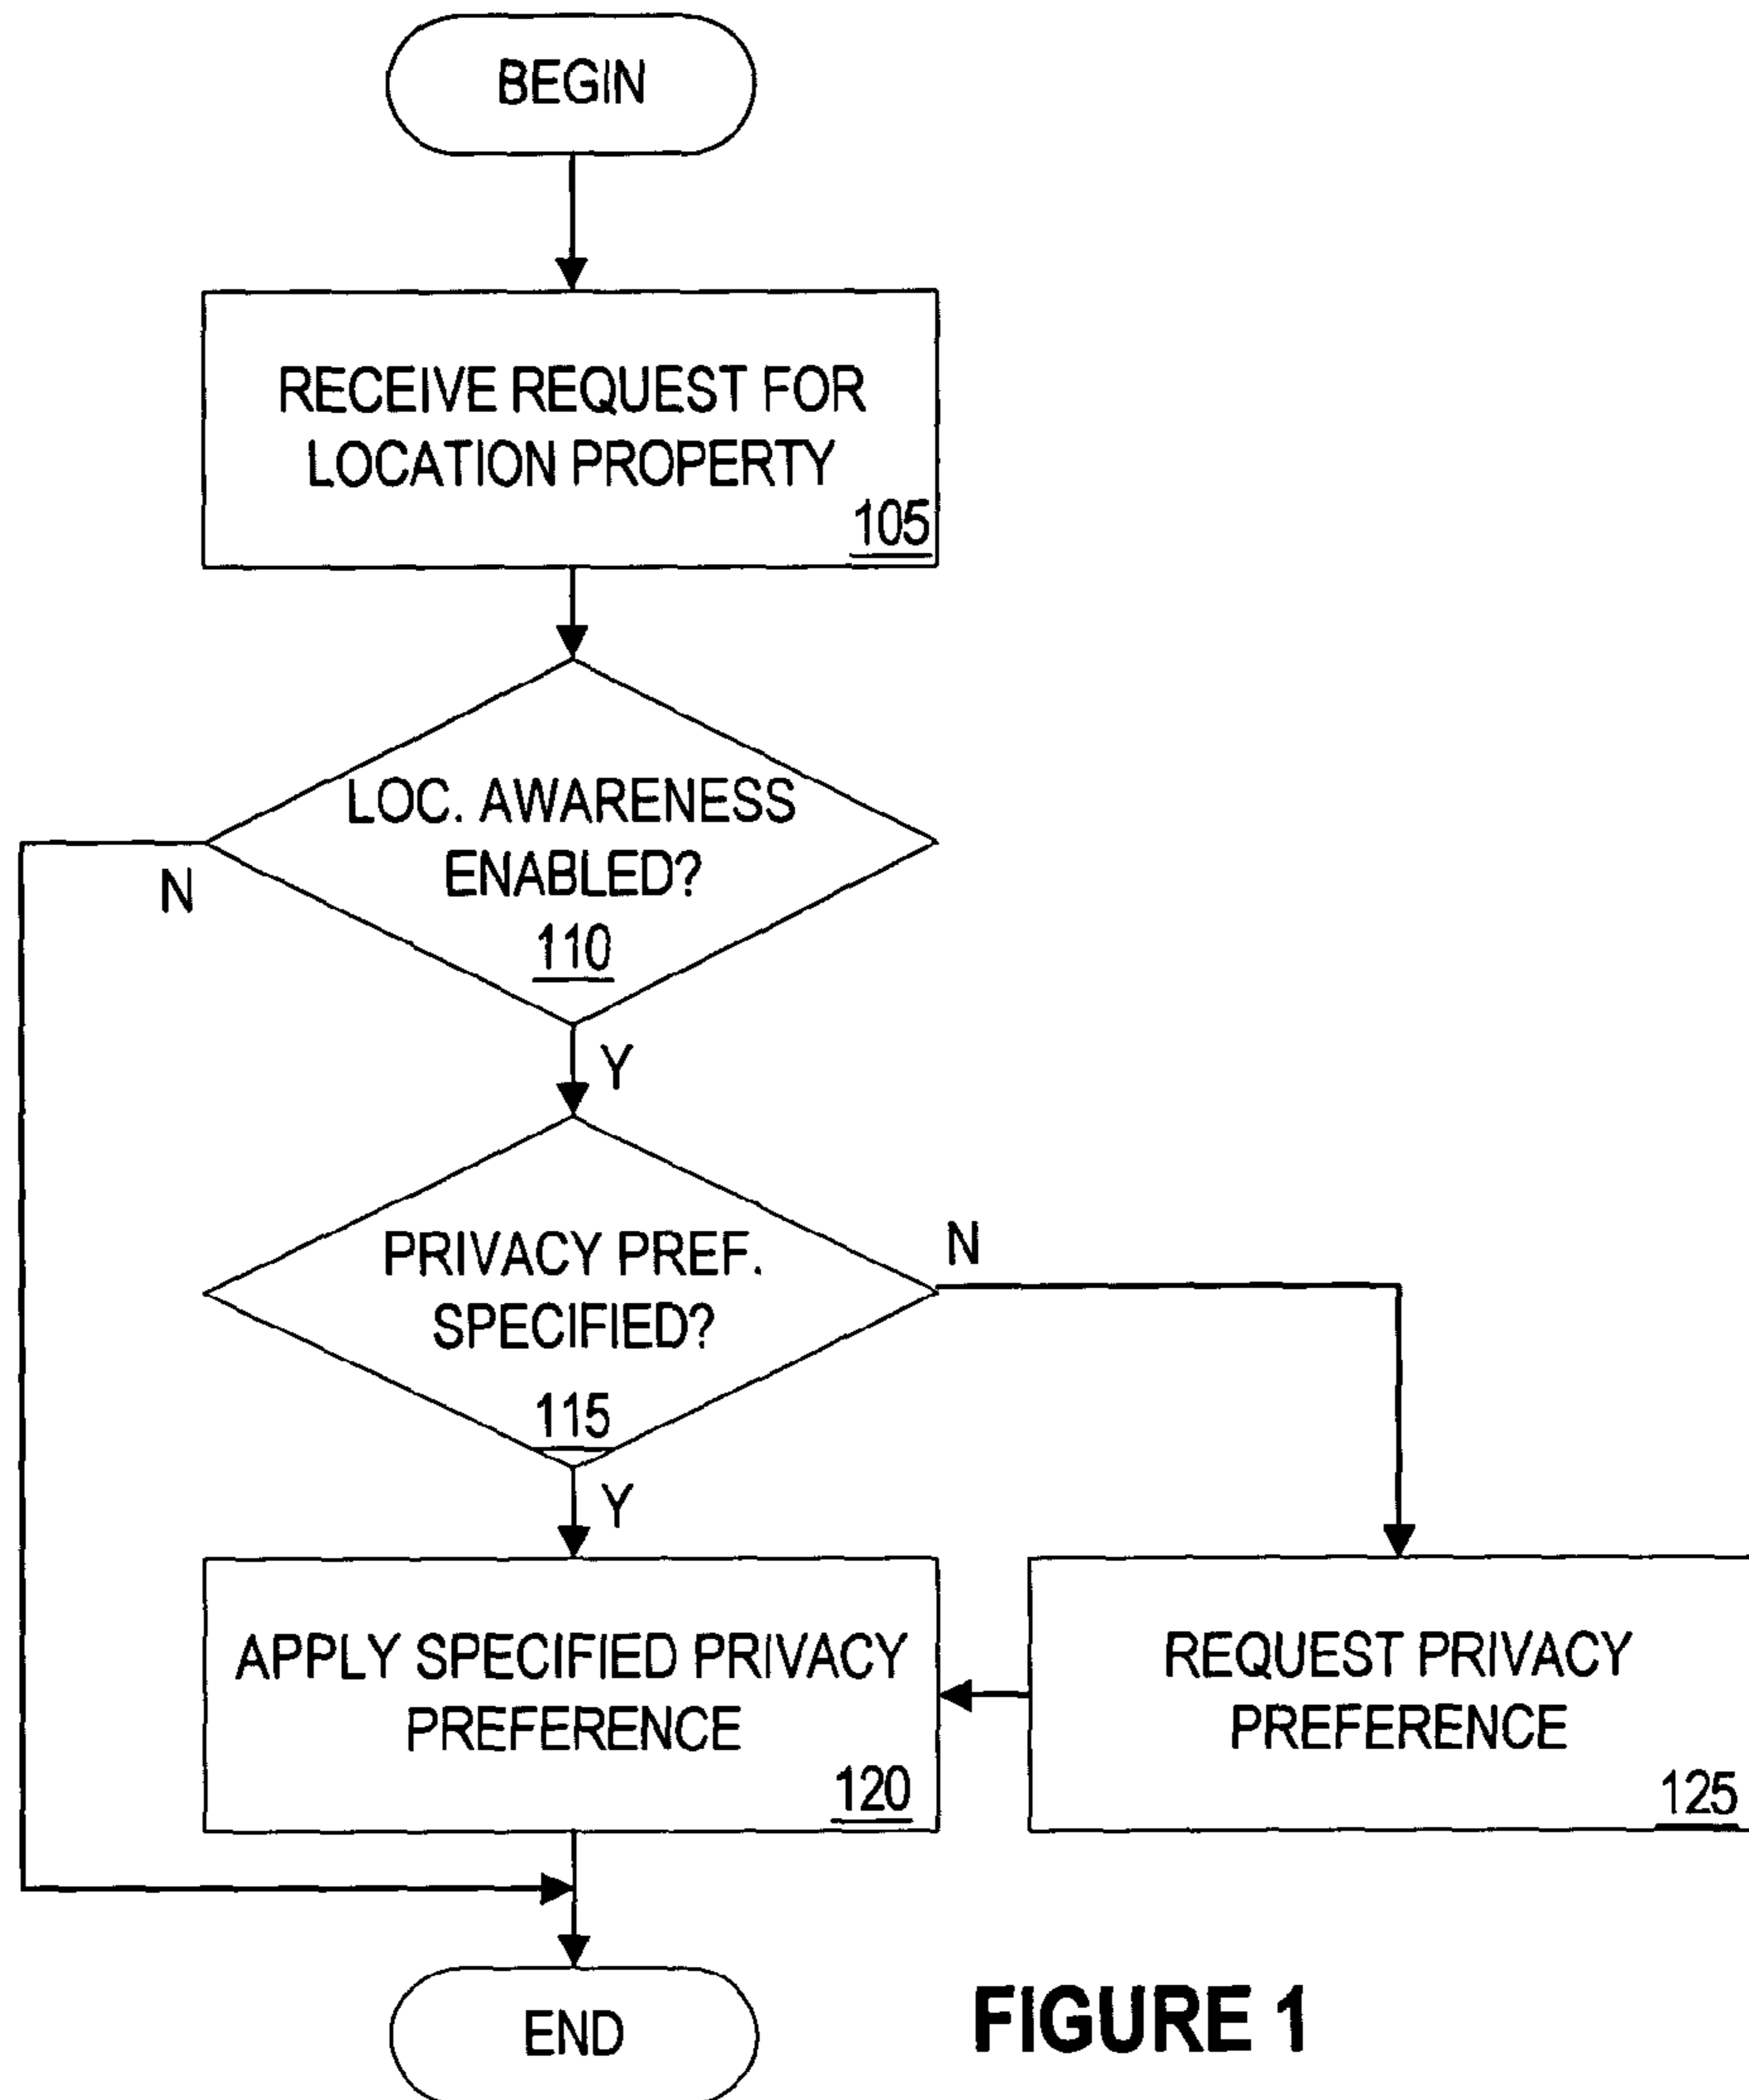 BEGIN
RECEIVE REQUEST FOR
LOCATION PROPERTY
105
LOC. AWARENESS
ENABLED?
110
N
Y
PRIVACY PREF.
SPECIFIED?
115
N
Y
APPLY SPECIFIED PRIVACY
PREFERENCE
120
REQUEST PRIVACY
PREFERENCE
125
END
FIGURE 1